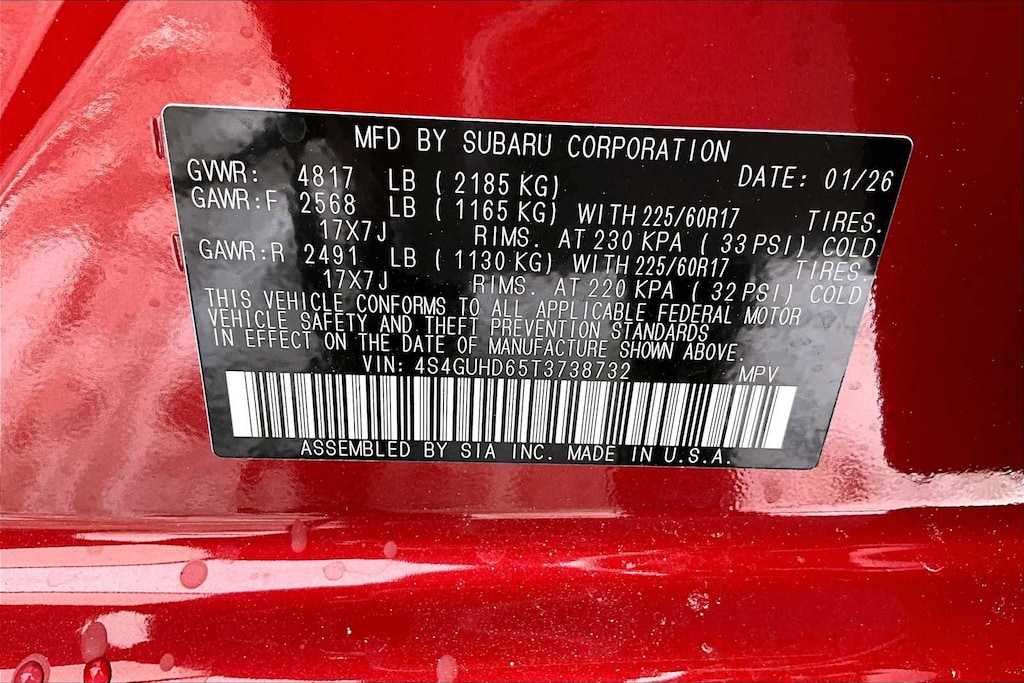 MFD BY SUBARU CORPORATION
GVWR: 4817 LB ( 2185 KG) DATE: 01/26
GAWR:F 2568 LB ( 1165 KG) WITH 225/60R17 TIRES.
17X7J RIMS. AT 230 KPA ( 33 PSI) COLD
GAWR:R 2491 LB ( 1130 KG) WITH 225/60R17 TIRES.
17X7J RIMS. AT 220 KPA ( 32 PSI) COLD
THIS VEHICLE CONFORMS TO ALL APPLICABLE FEDERAL MOTOR
VEHICLE SAFETY AND THEFT PREVENTION STANDARDS
IN EFFECT ON THE DATE OF MANUFACTURE SHOWN ABOVE.
VIN: 4S4GUHD65T3738732 MPV
ASSEMBLED BY SIA INC. MADE IN U.S.A.